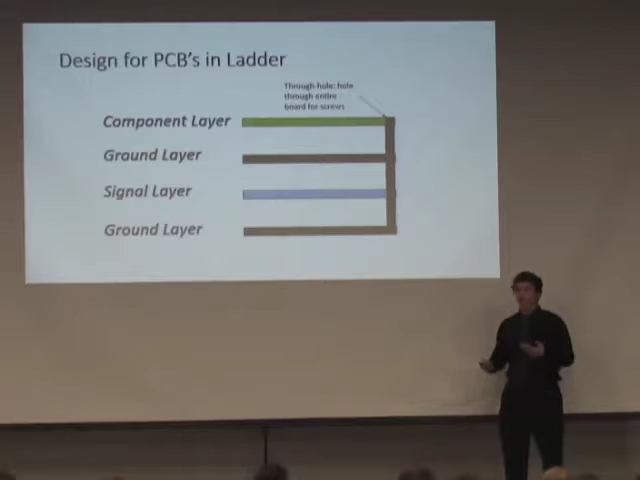 Design for PCB's in Ladder
Through hole: hole
through entire
board for screws
Component Layer
Ground Layer
Signal Layer
Ground Layer